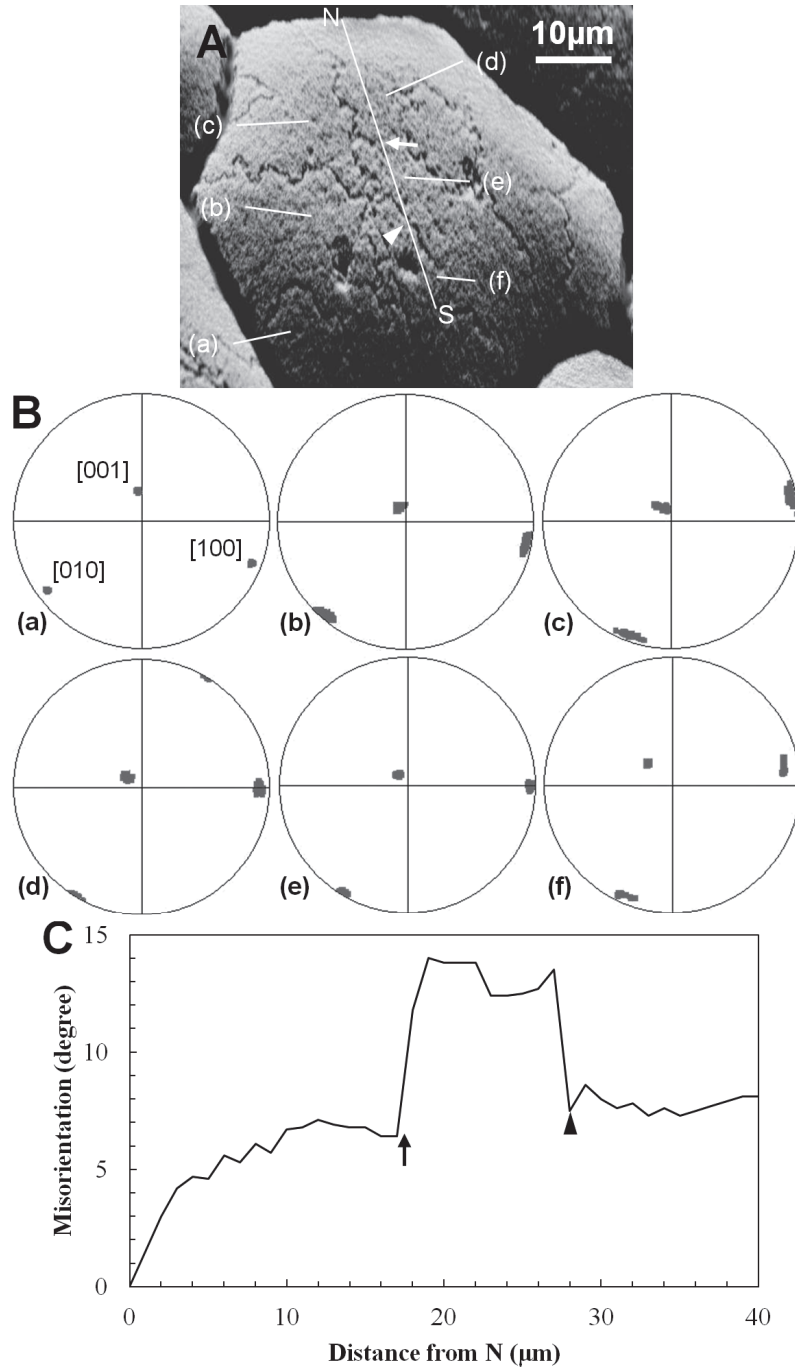 A
N
10µm
(d)
(c)
(e)
(b)
(f)
S
(a)
B
[001]
[010]
[100]
(a)
(b)
(c)
(d)
(e)
(f)
C
15
10
5
0
Misorientation (degree)
0 10 20 30 40
Distance from N (µm)